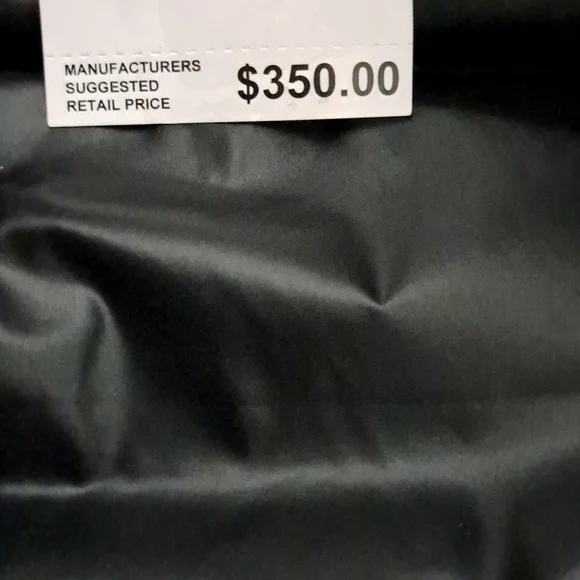 MANUFACTURERS
SUGGESTED
RETAIL PRICE
$350.00